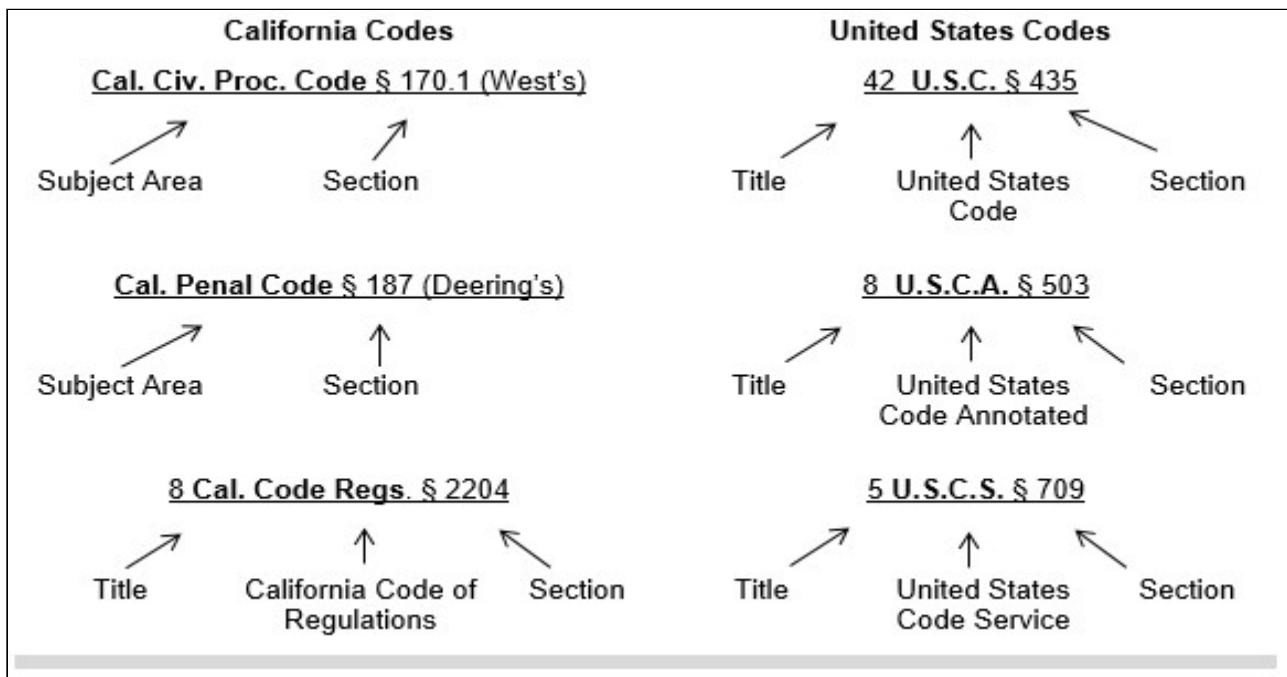 California Codes
Cal. Civ. Proc. Code § 170.1 (West's)
Subject Area Section
Cal. Penal Code § 187 (Deering's)
Subject Area Section
8 Cal. Code Regs. § 2204
Title California Code of Section
Regulations
United States Codes
42 U.S.C. § 435
Title United States Section
Code
8 U.S.C.A. § 503
Title United States Section
Code Annotated
5 U.S.C.S. § 709
Title United States Section
Code Service